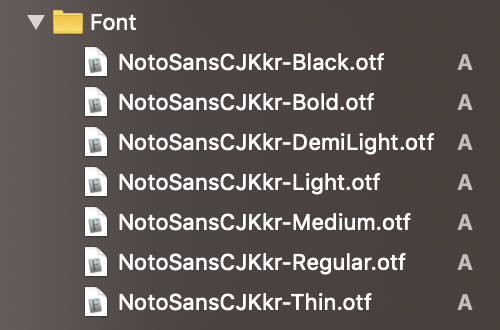 Font
NotoSansCJKkr-Black.otf A
NotoSansCJKkr-Bold.otf A
NotoSansCJKkr-DemiLight.otf A
NotoSansCJKkr-Light.otf A
NotoSansCJKkr-Medium.otf A
NotoSansCJKkr-Regular.otf A
NotoSansCJKkr-Thin.otf A